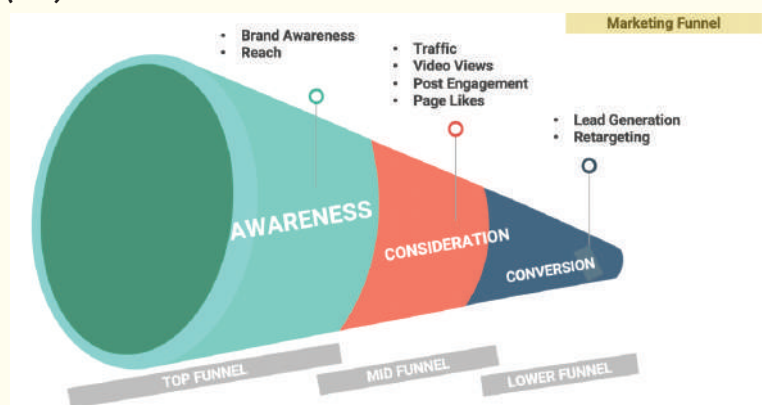 Marketing Funnel
• Brand Awareness
• Reach
• Traffic
• Video Views
• Post Engagement
• Page Likes
• Lead Generation
• Retargeting
AWARENESS
CONSIDERATION
CONVERSION
TOP FUNNEL
MID FUNNEL
LOWER FUNNEL